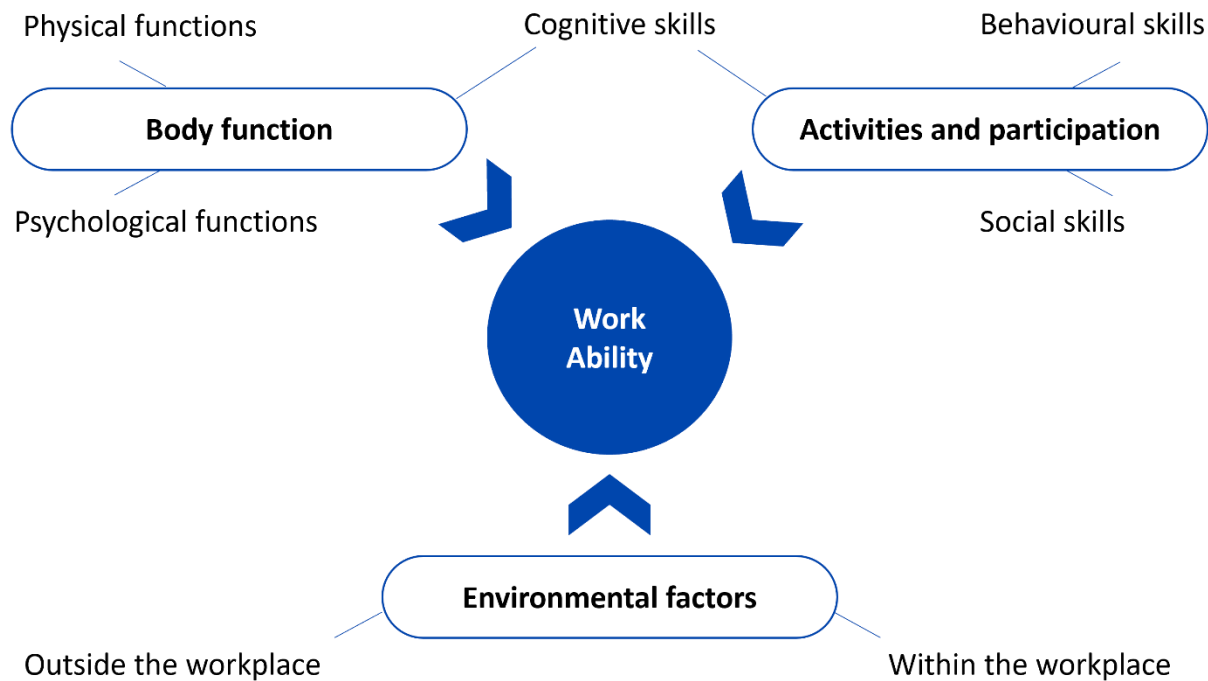 Physical functions
Cognitive skills
Behavioural skills
Body function
Activities and participation
Psychological functions
Social skills
Work
Ability
Environmental factors
Outside the workplace
Within the workplace